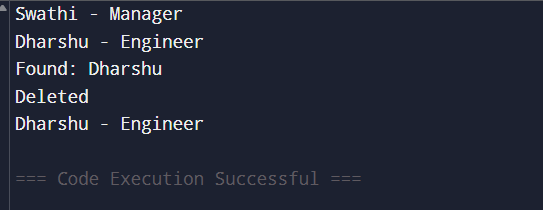 Swathi - Manager
Dharshu - Engineer
Found: Dharshu
Deleted
Dharshu - Engineer
=== Code Execution Successful ===